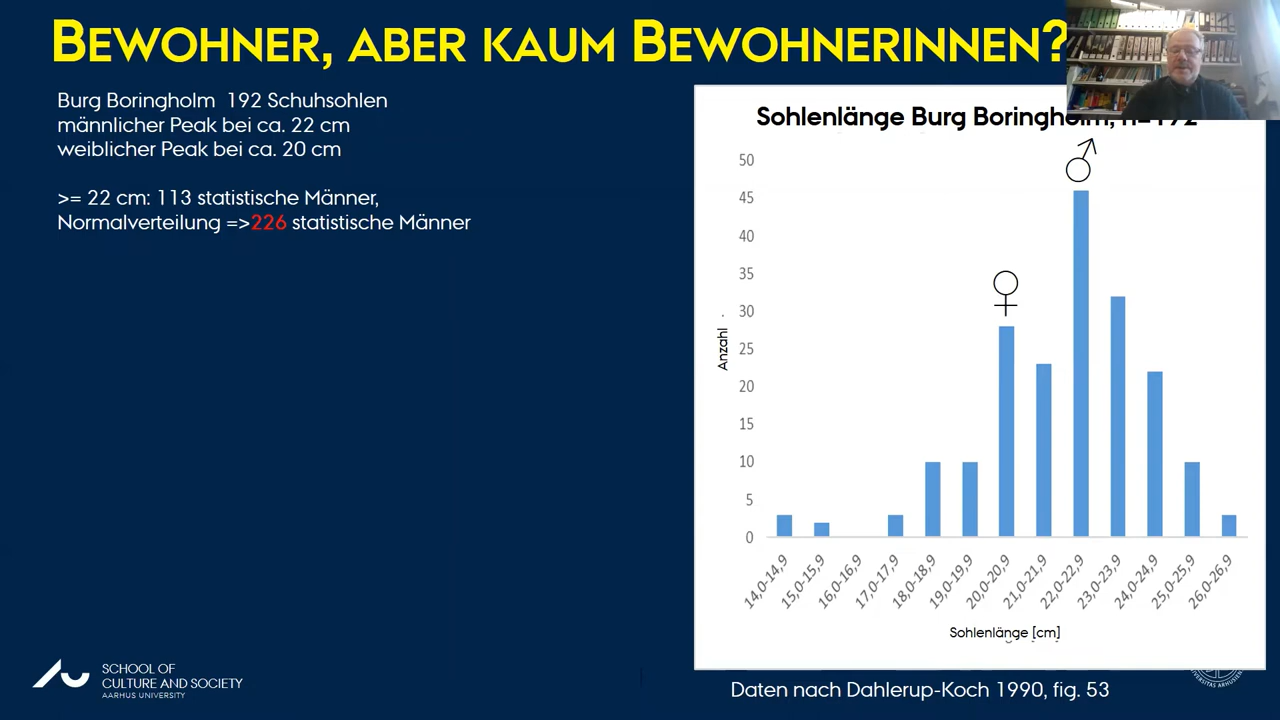 BEWOHNER, ABER KAUM BEWOHNERINNEN?
Burg Boringholm 192 Schuhsohlen
männlicher Peak bei ca. 22 cm
weiblicher Peak bei ca. 20 cm
>= 22 cm: 113 statistische Männer,
Normalverteilung =>226 statistische Männer
Sohlenlänge Burg Boringholm, n=192
50
45
40
35
30
25
20
15
10
5
0
Anzahl
14,0-14,9
15,0-15,9
16,0-16,9
17,0-17,9
18,0-18,9
19,0-19,9
20,0-20,9
21,0-21,9
22,0-22,9
23,0-23,9
24,0-24,9
25,0-25,9
26,0-26,9
Sohlenlänge [cm]
Daten nach Dahlerup-Koch 1990, fig. 53
SCHOOL OF
CULTURE AND SOCIETY
AARHUS UNIVERSITY